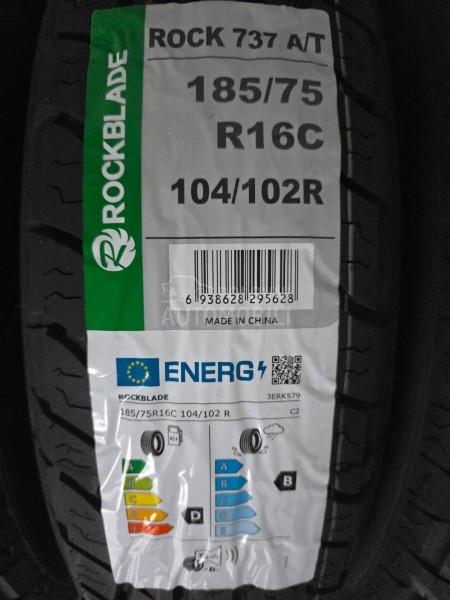 ROCKBLADE
ROCK 737 A/T
185/75
R16C
104/102R
6 938628 295628
MADE IN CHINA
ENERG
ROCKBLADE 3ERK579
185/75R16C 104/102 R C2
A A
B B B
C C
D D D
E E
B